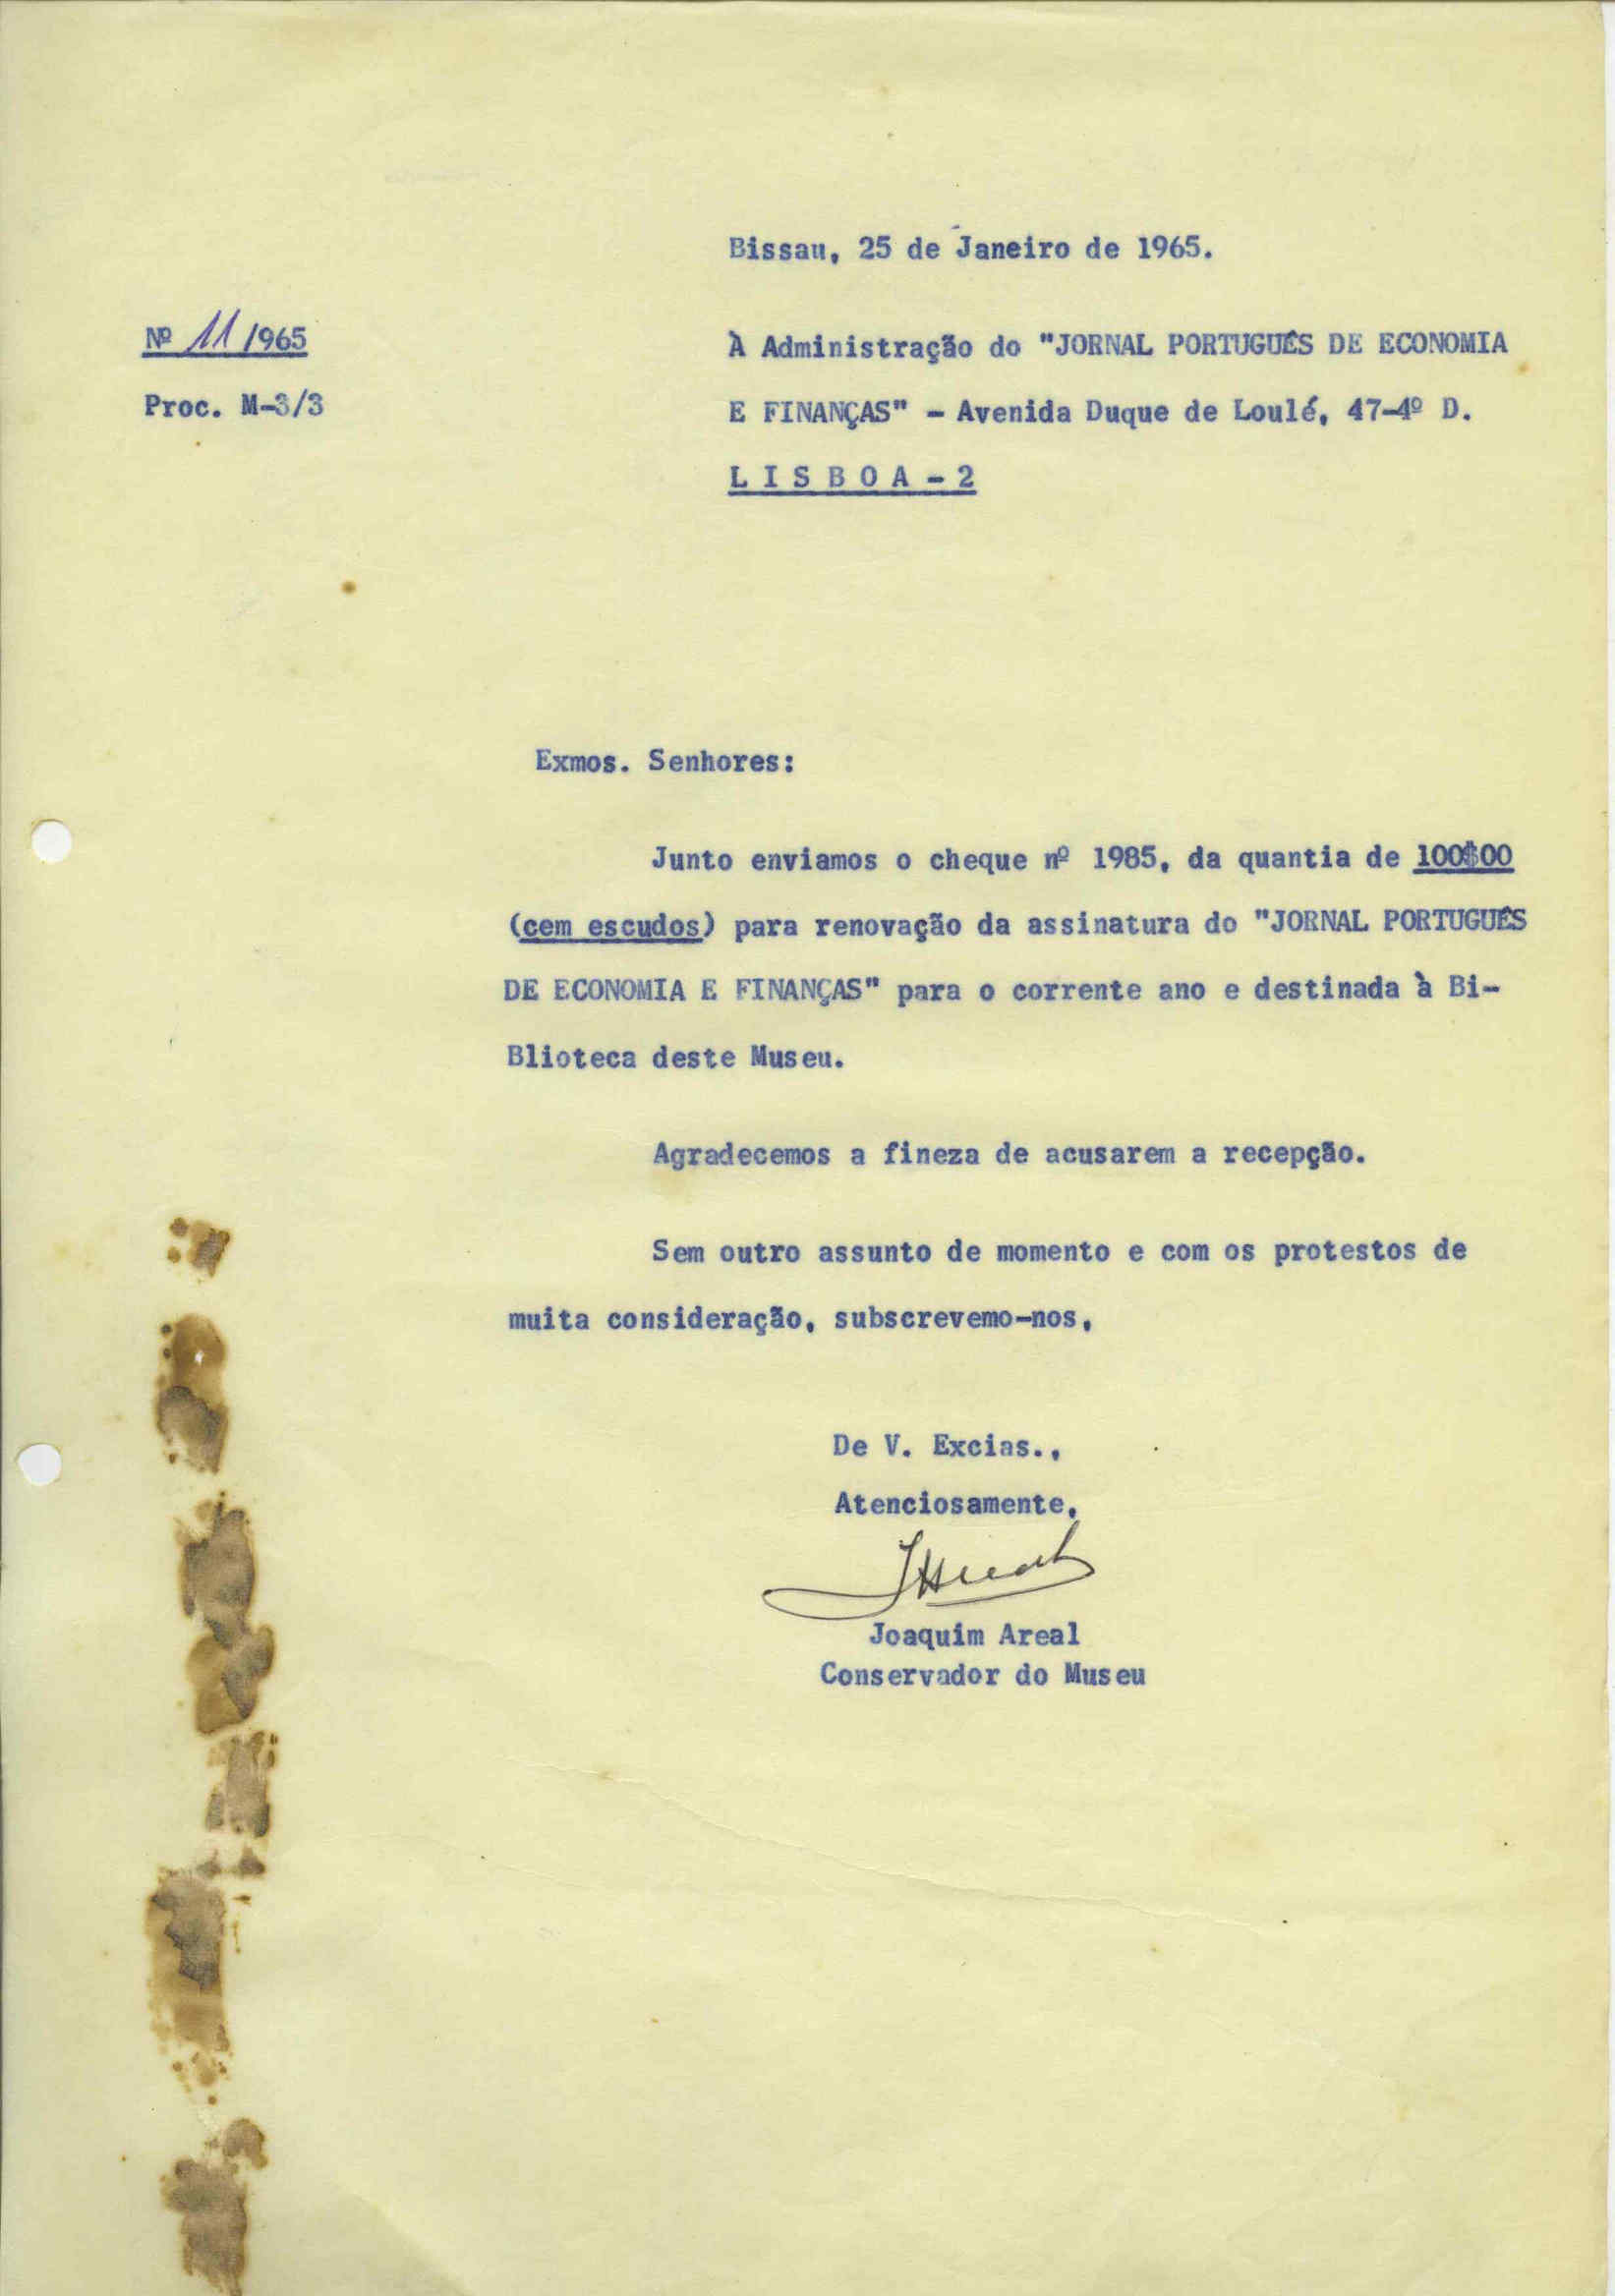 Bissau, 25 de Janeiro de 1965.
Nº 11/1965
Proc. M-3/3
À Administração do "JORNAL PORTUGUÊS DE ECONOMIA
E FINANÇAS" - Avenida Duque de Loulé, 47-4º D.
L I S B O A - 2
Exmos. Senhores:
Junto enviamos o cheque nº 1985, da quantia de 100$00
(cem escudos) para renovação da assinatura do "JORNAL PORTUGUÊS
DE ECONOMIA E FINANÇAS" para o corrente ano e destinada à Bi-
Blioteca deste Museu.
Agradecemos a fineza de acusarem a recepção.
Sem outro assunto de momento e com os protestos de
muita consideração, subscrevemo-nos,
De V. Excias.,
Atenciosamente,
Joaquim Areal
Conservador do Museu